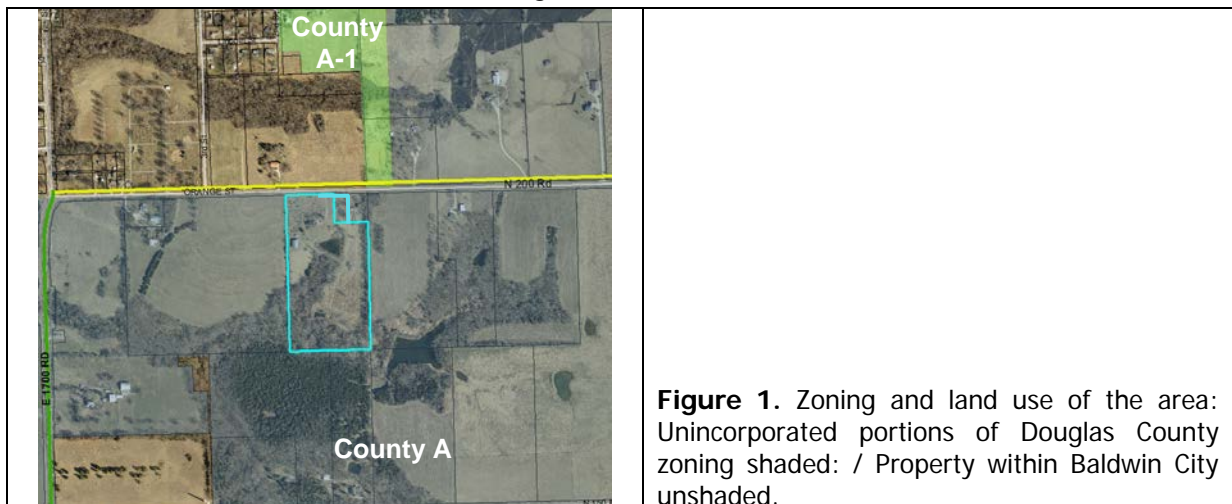 County
A-1
ORANGE ST
N 200 Rd
E 1700 RD
County A
Figure 1. Zoning and land use of the area:
Unincorporated portions of Douglas County
zoning shaded: / Property within Baldwin City
unshaded.